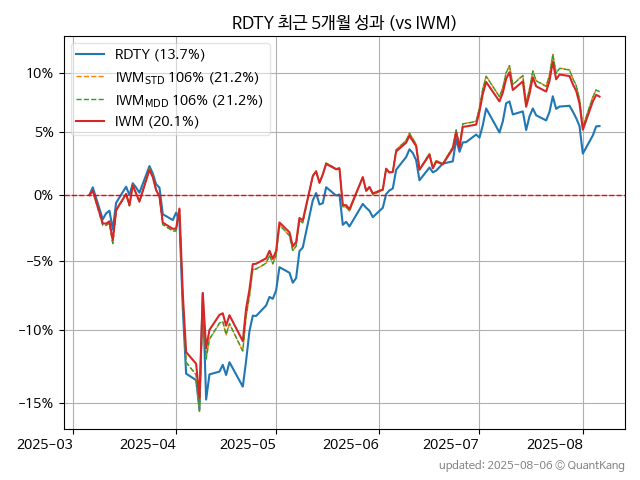 RDTY 최근 5개월 성과 (vs IWM)
RDTY (13.7%)
IWM_STD 106% (21.2%)
IWM_MDD 106% (21.2%)
IWM (20.1%)
10%
5%
0%
−5%
−10%
−15%
2025-03 2025-04 2025-05 2025-06 2025-07 2025-08
updated: 2025-08-06 © QuantKang